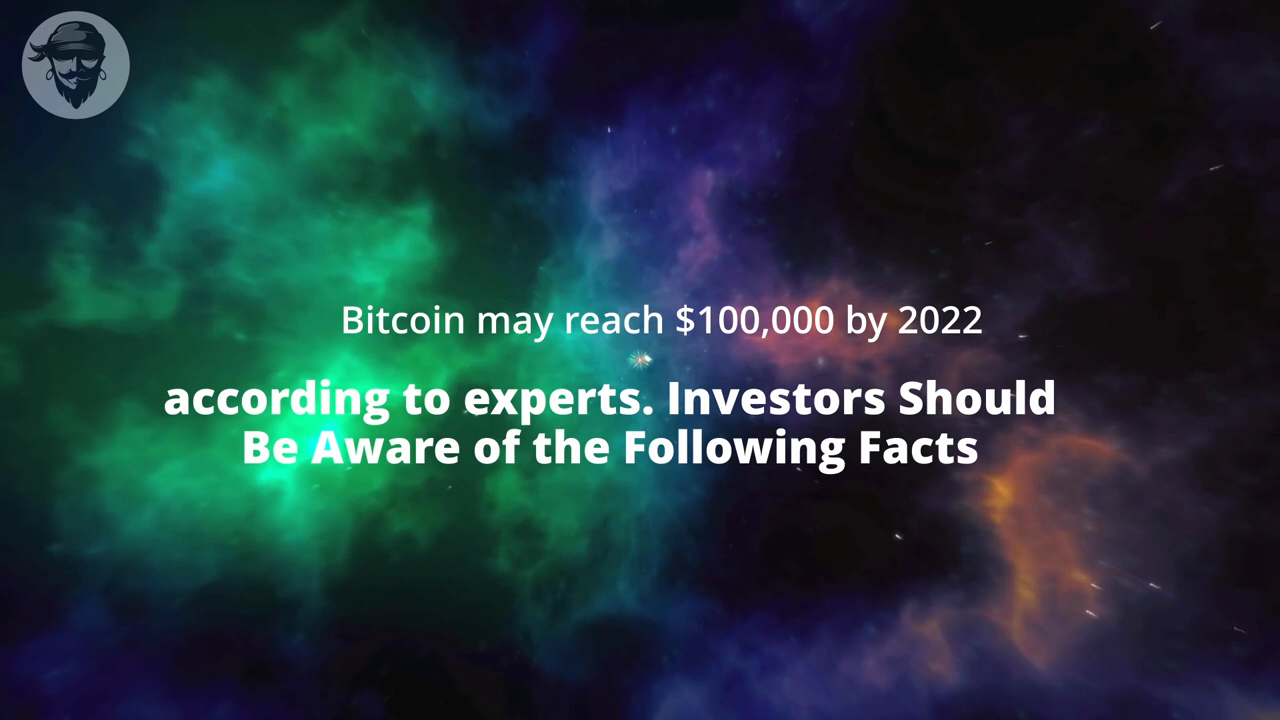 Bitcoin may reach $100,000 by 2022
according to experts. Investors Should
Be Aware of the Following Facts